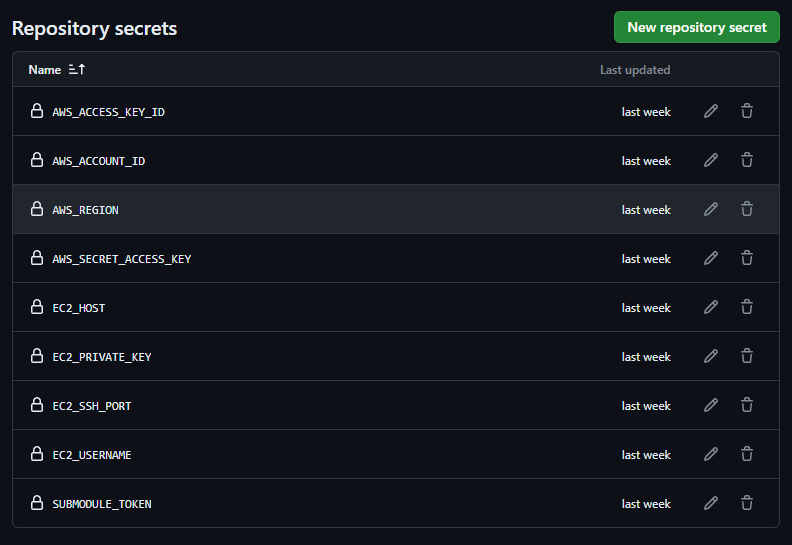 Repository secrets
New repository secret
Name Last updated
AWS_ACCESS_KEY_ID last week
AWS_ACCOUNT_ID last week
AWS_REGION last week
AWS_SECRET_ACCESS_KEY last week
EC2_HOST last week
EC2_PRIVATE_KEY last week
EC2_SSH_PORT last week
EC2_USERNAME last week
SUBMODULE_TOKEN last week